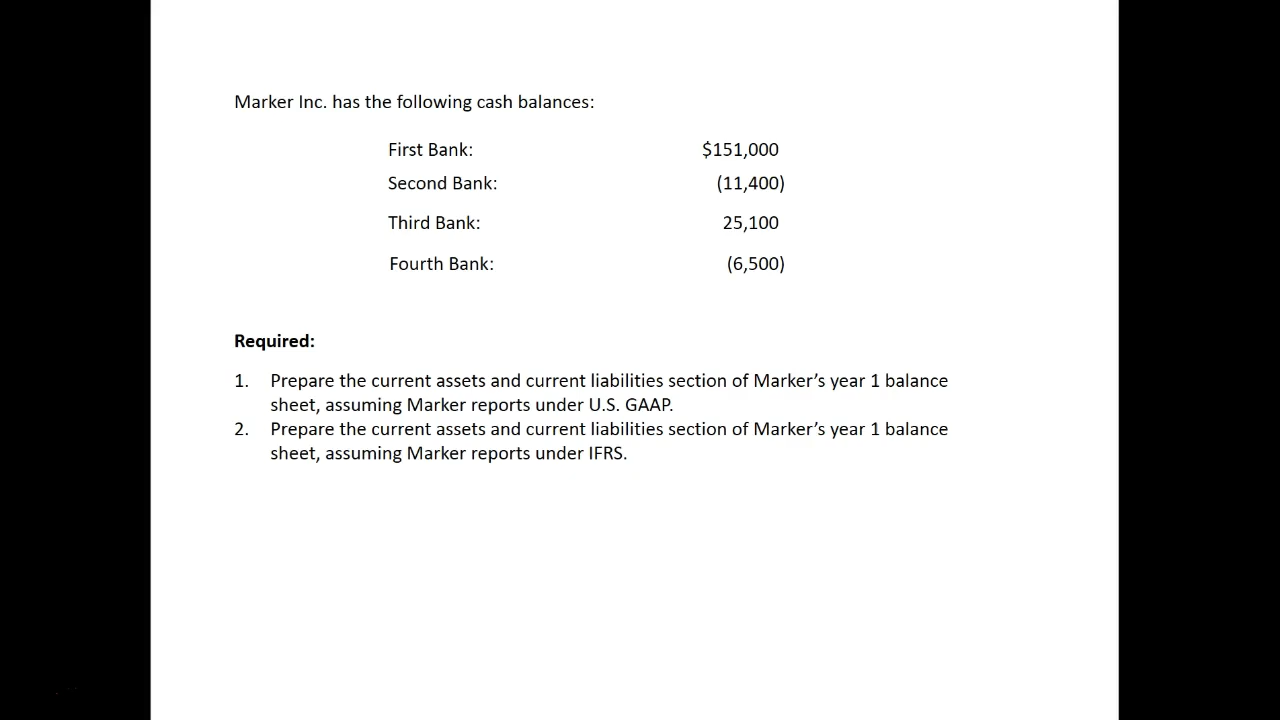 Marker Inc. has the following cash balances:
First Bank: $151,000
Second Bank: (11,400)
Third Bank: 25,100
Fourth Bank: (6,500)
Required:
1. Prepare the current assets and current liabilities section of Marker’s year 1 balance
sheet, assuming Marker reports under U.S. GAAP.
2. Prepare the current assets and current liabilities section of Marker’s year 1 balance
sheet, assuming Marker reports under IFRS.